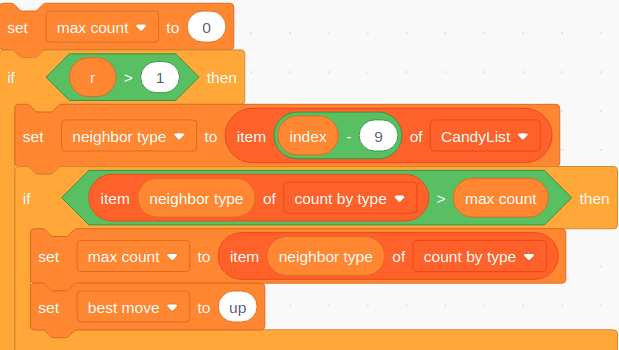 set max count to 0
if r > 1 then
set neighbor type to item index - 9 of CandyList
if item neighbor type of count by type > max count then
set max count to item neighbor type of count by type
set best move to up